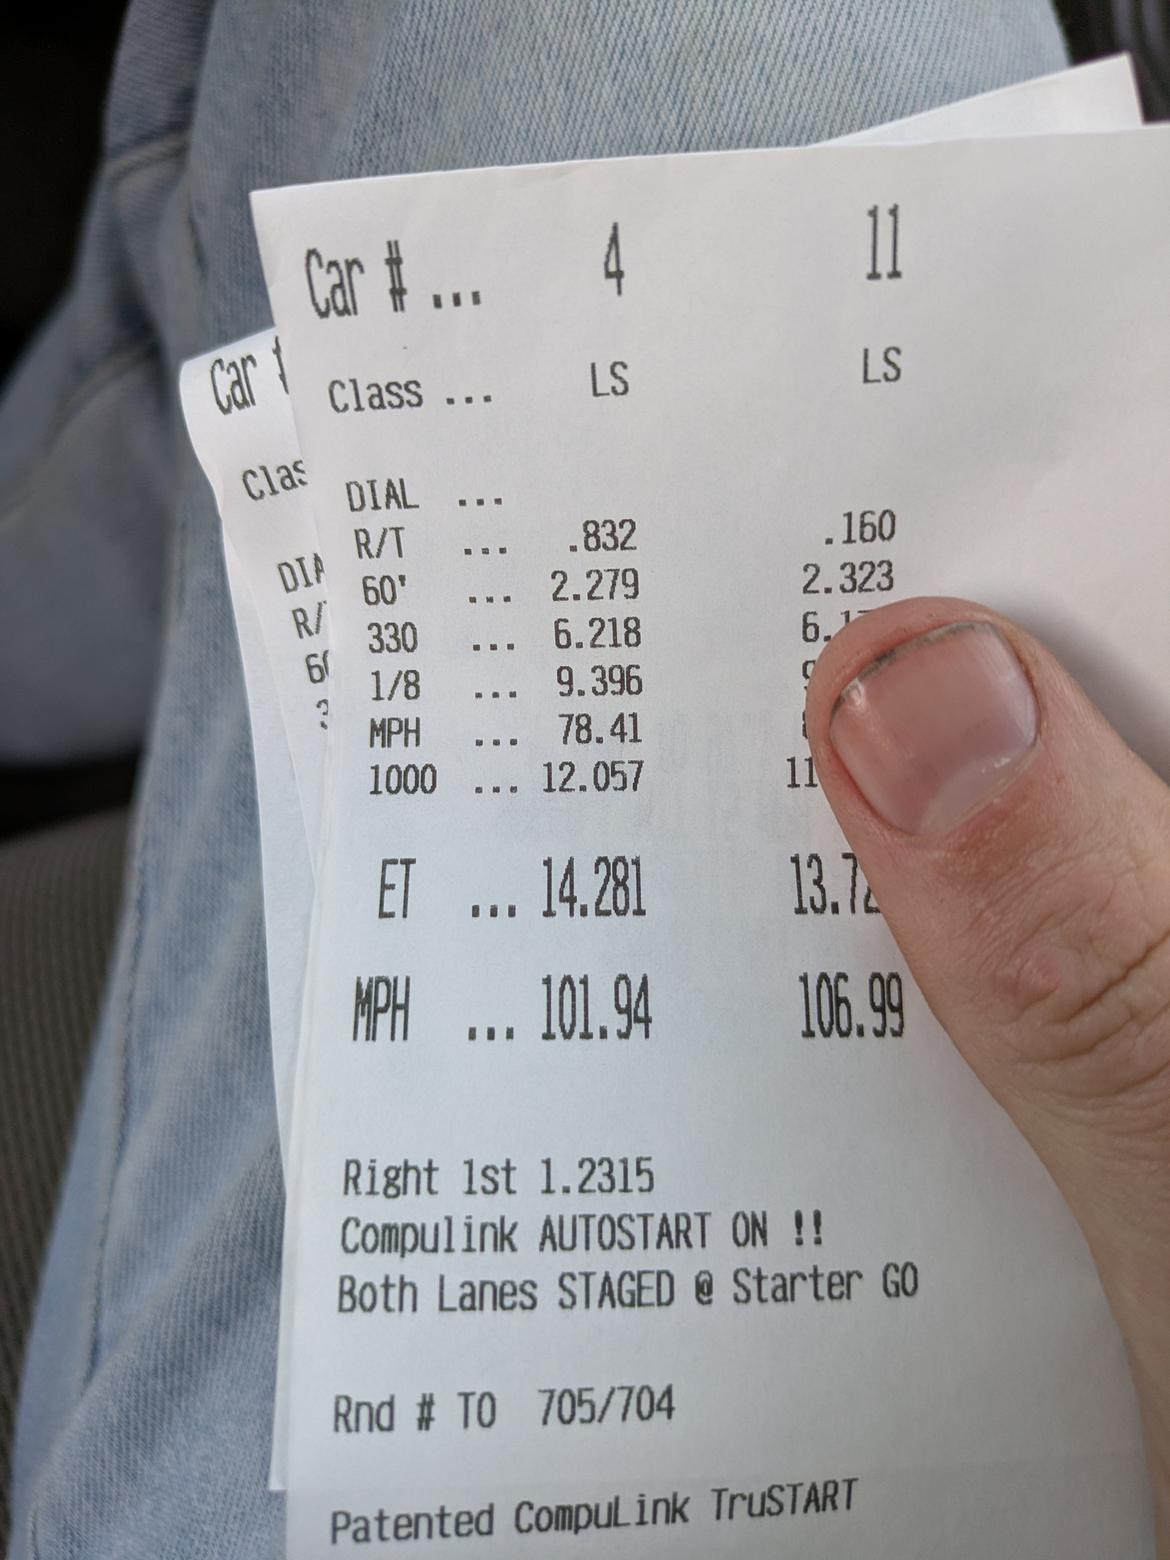 Car # ... 4 11
Class ... LS LS
DIAL ...
R/T ... .832 .160
60' ... 2.279 2.323
330 ... 6.218
1/8 ... 9.396
MPH ... 78.41
1000 ... 12.057
ET ... 14.281
MPH ... 101.94 106.99
Right 1st 1.2315
Compulink AUTOSTART ON !!
Both Lanes STAGED @ Starter GO
Rnd # TO 705/704
Patented CompuLink TruSTART
Car